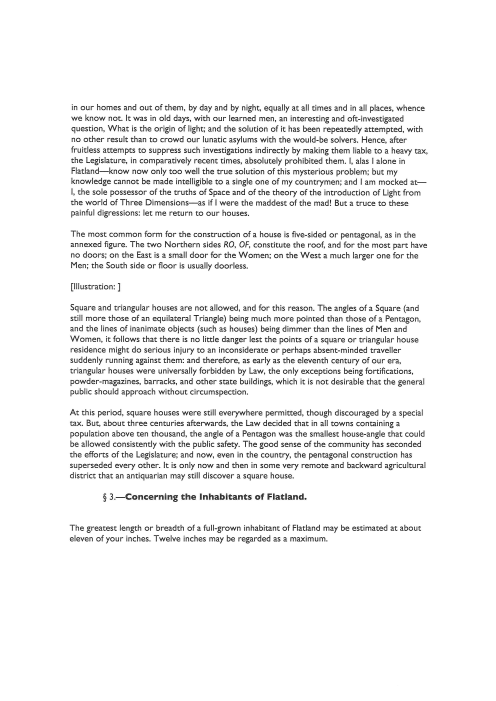 in our homes and out of them, by day and by night, equally at all times and in all places, whence
we know not. It was in old days, with our learned men, an interesting and oft-investigated
question, What is the origin of light; and the solution of it has been repeatedly attempted, with
no other result than to crowd our lunatic asylums with the would-be solvers. Hence, after
fruitless attempts to suppress such investigations indirectly by making them liable to a heavy tax,
the Legislature, in comparatively recent times, absolutely prohibited them. I, alas I alone in
Flatland—know now only too well the true solution of this mysterious problem; but my
knowledge cannot be made intelligible to a single one of my countrymen; and I am mocked at—
I, the sole possessor of the truths of Space and of the theory of the introduction of Light from
the world of Three Dimensions—as if I were the maddest of the mad! But a truce to these
painful digressions: let me return to our houses.
The most common form for the construction of a house is five-sided or pentagonal, as in the
annexed figure. The two Northern sides RO, OF, constitute the roof, and for the most part have
no doors; on the East is a small door for the Women; on the West a much larger one for the
Men; the South side or floor is usually doorless.
[Illustration: ]
Square and triangular houses are not allowed, and for this reason. The angles of a Square (and
still more those of an equilateral Triangle) being much more pointed than those of a Pentagon,
and the lines of inanimate objects (such as houses) being dimmer than the lines of Men and
Women, it follows that there is no little danger lest the points of a square or triangular house
residence might do serious injury to an inconsiderate or perhaps absent-minded traveller
suddenly running against them: and therefore, as early as the eleventh century of our era,
triangular houses were universally forbidden by Law, the only exceptions being fortifications,
powder-magazines, barracks, and other state buildings, which it is not desirable that the general
public should approach without circumspection.
At this period, square houses were still everywhere permitted, though discouraged by a special
tax. But, about three centuries afterwards, the Law decided that in all towns containing a
population above ten thousand, the angle of a Pentagon was the smallest house-angle that could
be allowed consistently with the public safety. The good sense of the community has seconded
the efforts of the Legislature; and now, even in the country, the pentagonal construction has
superseded every other. It is only now and then in some very remote and backward agricultural
district that an antiquarian may still discover a square house.
§ 3.—Concerning the Inhabitants of Flatland.
The greatest length or breadth of a full-grown inhabitant of Flatland may be estimated at about
eleven of your inches. Twelve inches may be regarded as a maximum.